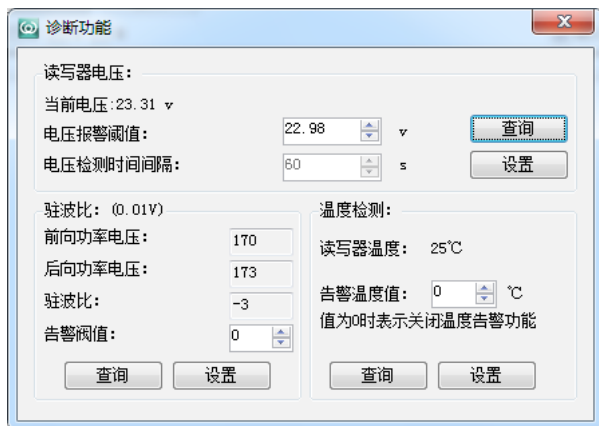 诊断功能
读写器电压:
当前电压:23.31 v
电压报警阈值: 22.98 v 查询
电压检测时间间隔: 60 s 设置
驻波比: (0.01V)
前向功率电压: 170
后向功率电压: 173
驻波比: -3
告警阀值: 0
查询 设置
温度检测:
读写器温度: 25℃
告警温度值: 0 ℃
值为0时表示关闭温度告警功能
查询 设置